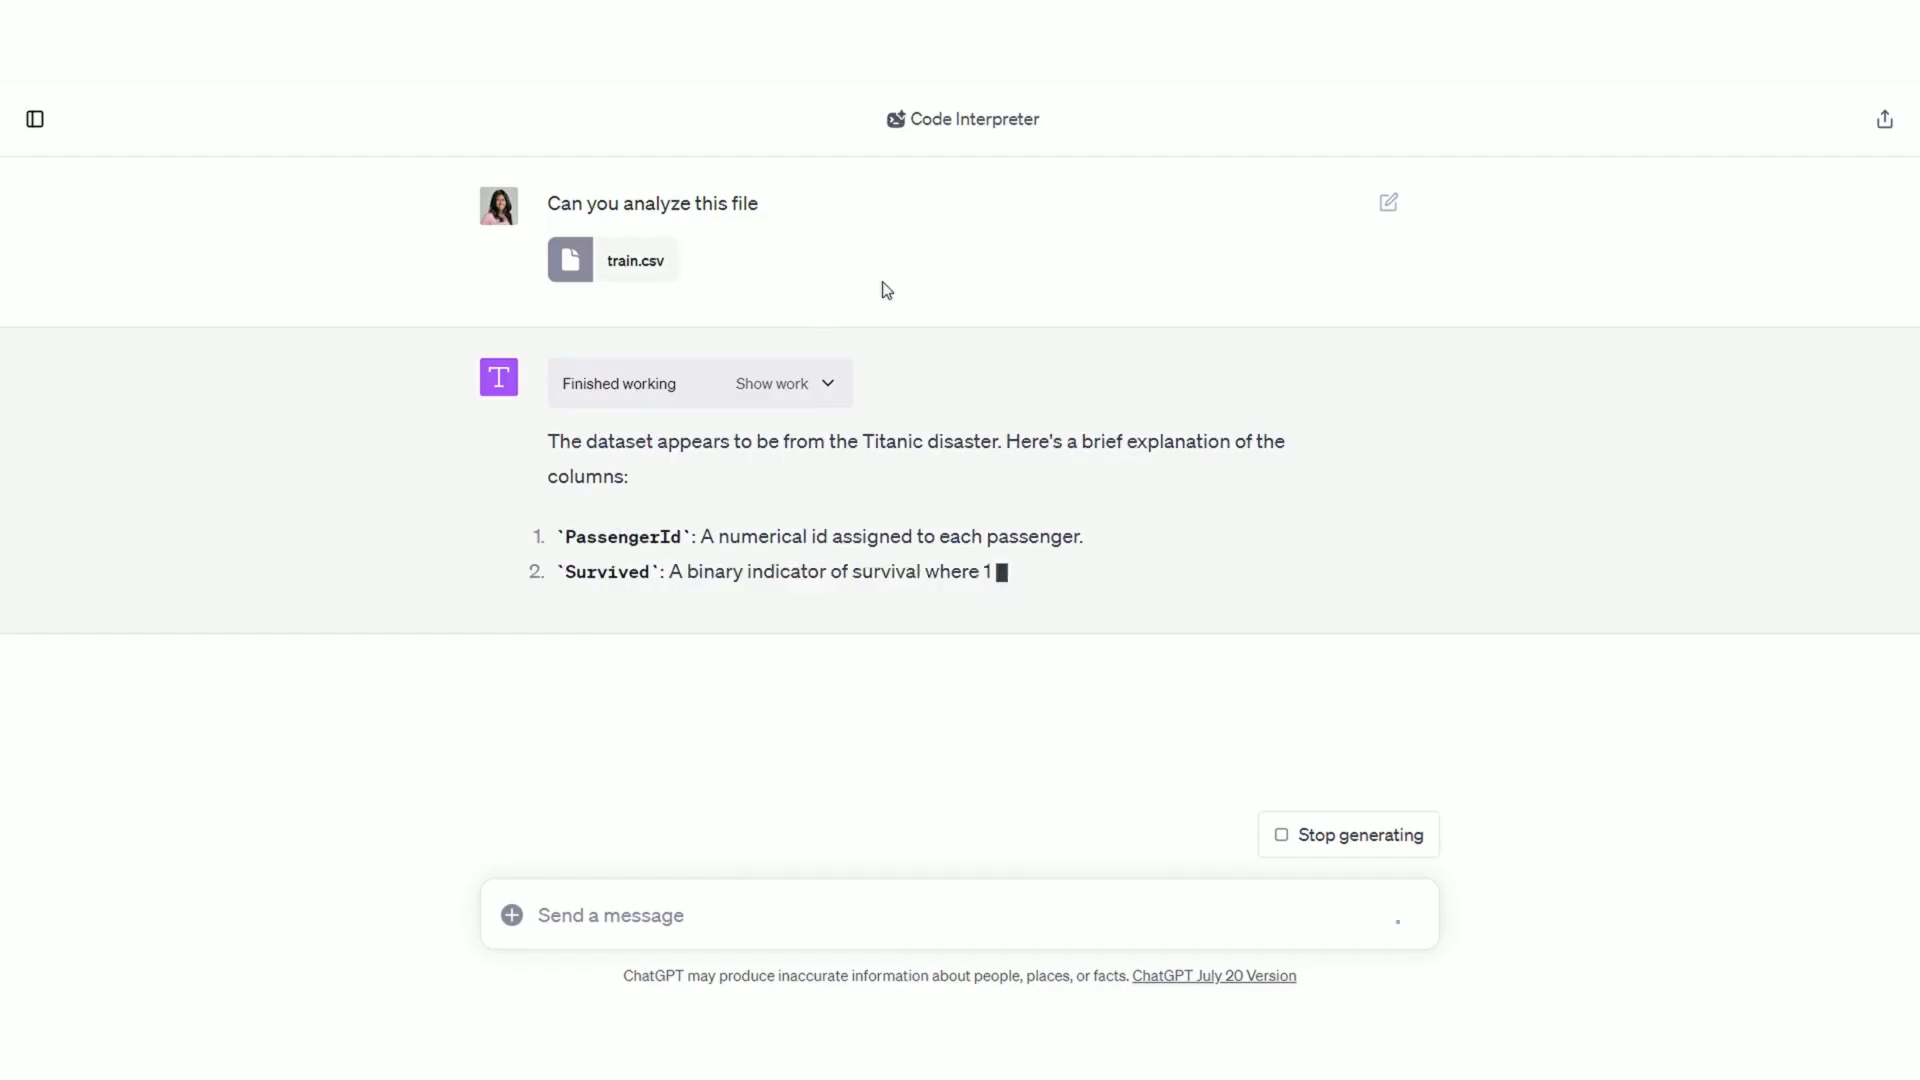 Code Interpreter
Can you analyze this file
train.csv
T
Finished working Show work
The dataset appears to be from the Titanic disaster. Here's a brief explanation of the
columns:
1. `PassengerId`: A numerical id assigned to each passenger.
2. `Survived`: A binary indicator of survival where 1
Stop generating
Send a message
ChatGPT may produce inaccurate information about people, places, or facts. ChatGPT July 20 Version